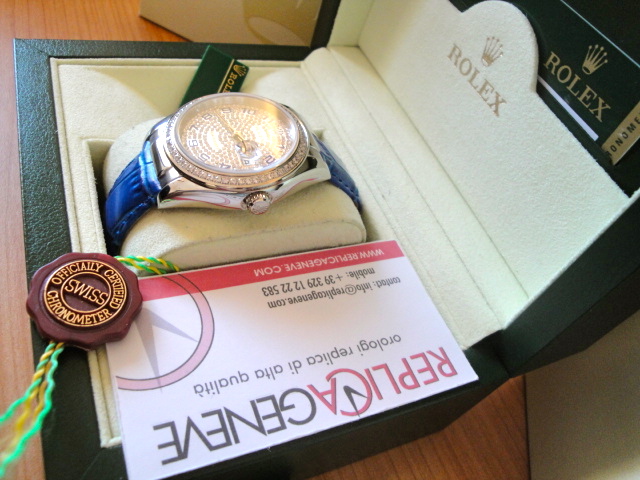 ROLEX
ROLEX
OFFICIALLY CERTIFIED
SWISS
CHRONOMETER
REPLICAGENEVE
orologi replica di alta qualità
contact: info@replicageneve.com
mobile: + 39 329 12 22 583
WWW.REPLICAGENEVE.COM